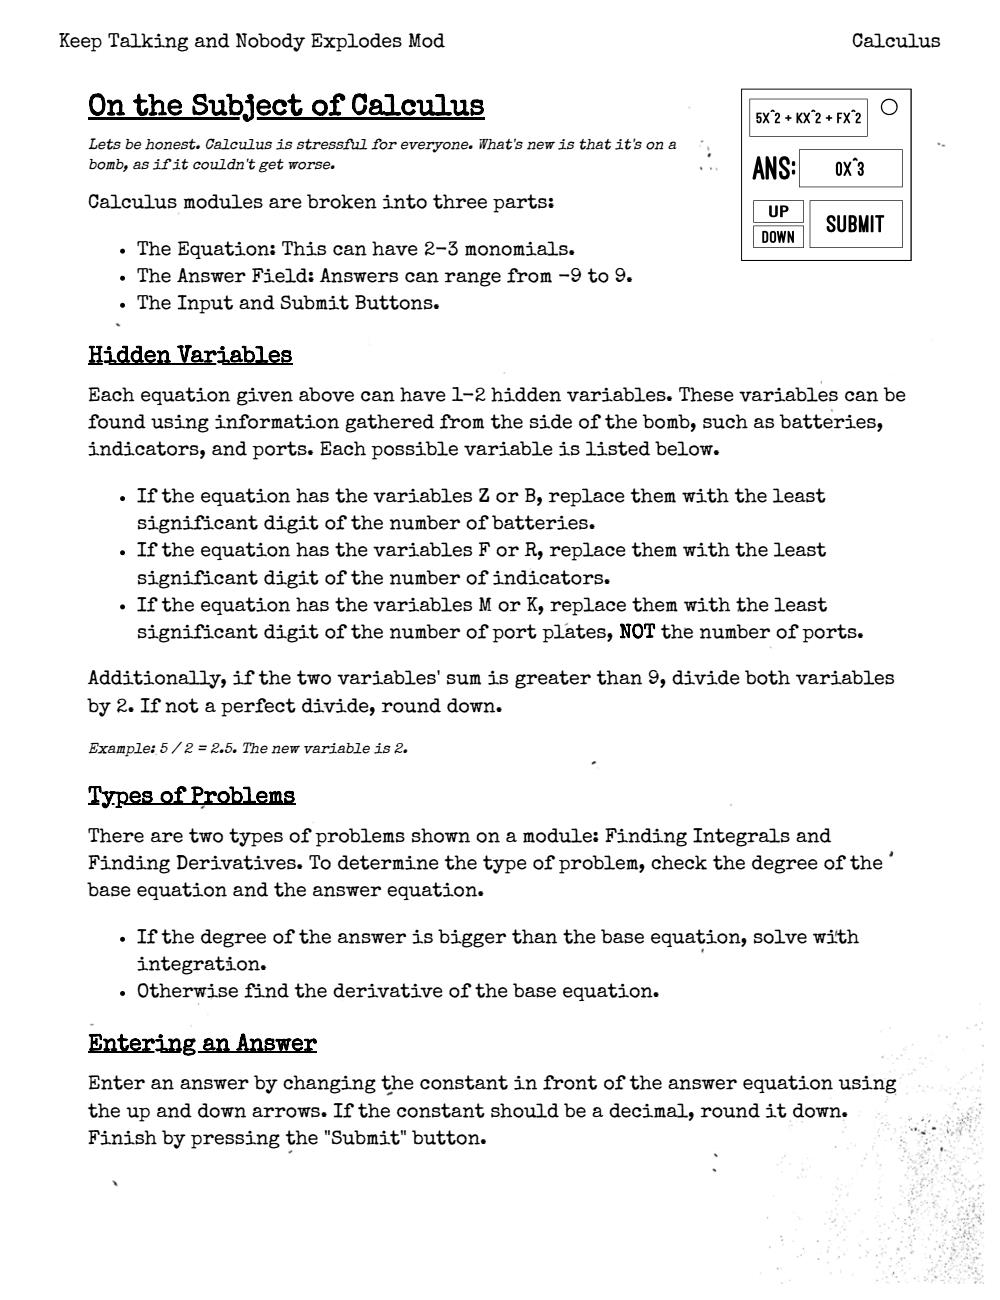 Keep Talking and Nobody Explodes Mod
Calculus
On the Subject of Calculus
Lets be honest. Calculus is stressful for everyone. What's new is that it's on a
bomb, as if it couldn't get worse.
5X^2 + KX^2 + FX^2
ANS:
0X^3
UP
DOWN
SUBMIT
Calculus modules are broken into three parts:
• The Equation: This can have 2-3 monomials.
• The Answer Field: Answers can range from -9 to 9.
• The Input and Submit Buttons.
Hidden Variables
Each equation given above can have 1-2 hidden variables. These variables can be
found using information gathered from the side of the bomb, such as batteries,
indicators, and ports. Each possible variable is listed below.
• If the equation has the variables Z or B, replace them with the least
significant digit of the number of batteries.
• If the equation has the variables F or R, replace them with the least
significant digit of the number of indicators.
• If the equation has the variables M or K, replace them with the least
significant digit of the number of port plates, NOT the number of ports.
Additionally, if the two variables' sum is greater than 9, divide both variables
by 2. If not a perfect divide, round down.
Example: 5 / 2 = 2.5. The new variable is 2.
Types of Problems
There are two types of problems shown on a module: Finding Integrals and
Finding Derivatives. To determine the type of problem, check the degree of the
base equation and the answer equation.
• If the degree of the answer is bigger than the base equation, solve with
integration.
• Otherwise find the derivative of the base equation.
Entering an Answer
Enter an answer by changing the constant in front of the answer equation using
the up and down arrows. If the constant should be a decimal, round it down.
Finish by pressing the "Submit" button.